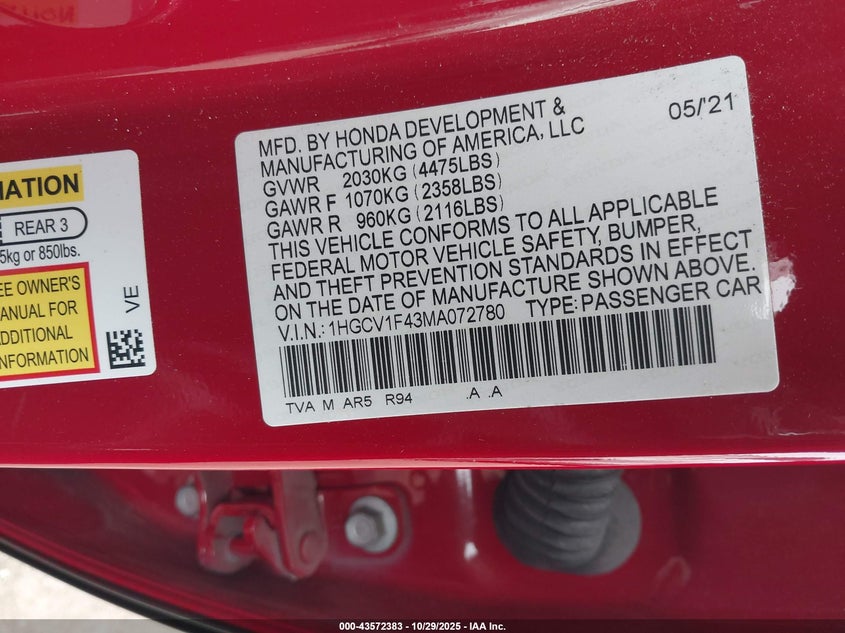 MATION
REAR 3
5kg or 850lbs.
EE OWNER'S
MANUAL FOR
ADDITIONAL
INFORMATION
VE
MFD. BY HONDA DEVELOPMENT &
MANUFACTURING OF AMERICA, LLC
05/'21
GVWR 2030KG (4475LBS)
GAWR F 1070KG (2358LBS)
GAWR R 960KG (2116LBS)
THIS VEHICLE CONFORMS TO ALL APPLICABLE
FEDERAL MOTOR VEHICLE SAFETY, BUMPER,
AND THEFT PREVENTION STANDARDS IN EFFECT
ON THE DATE OF MANUFACTURE SHOWN ABOVE.
V.I.N.: 1HGCV1F43MA072780 TYPE: PASSENGER CAR
TVA M AR5 R94 .A .A
000-43572383 | 10/29/2025 - IAA Inc.